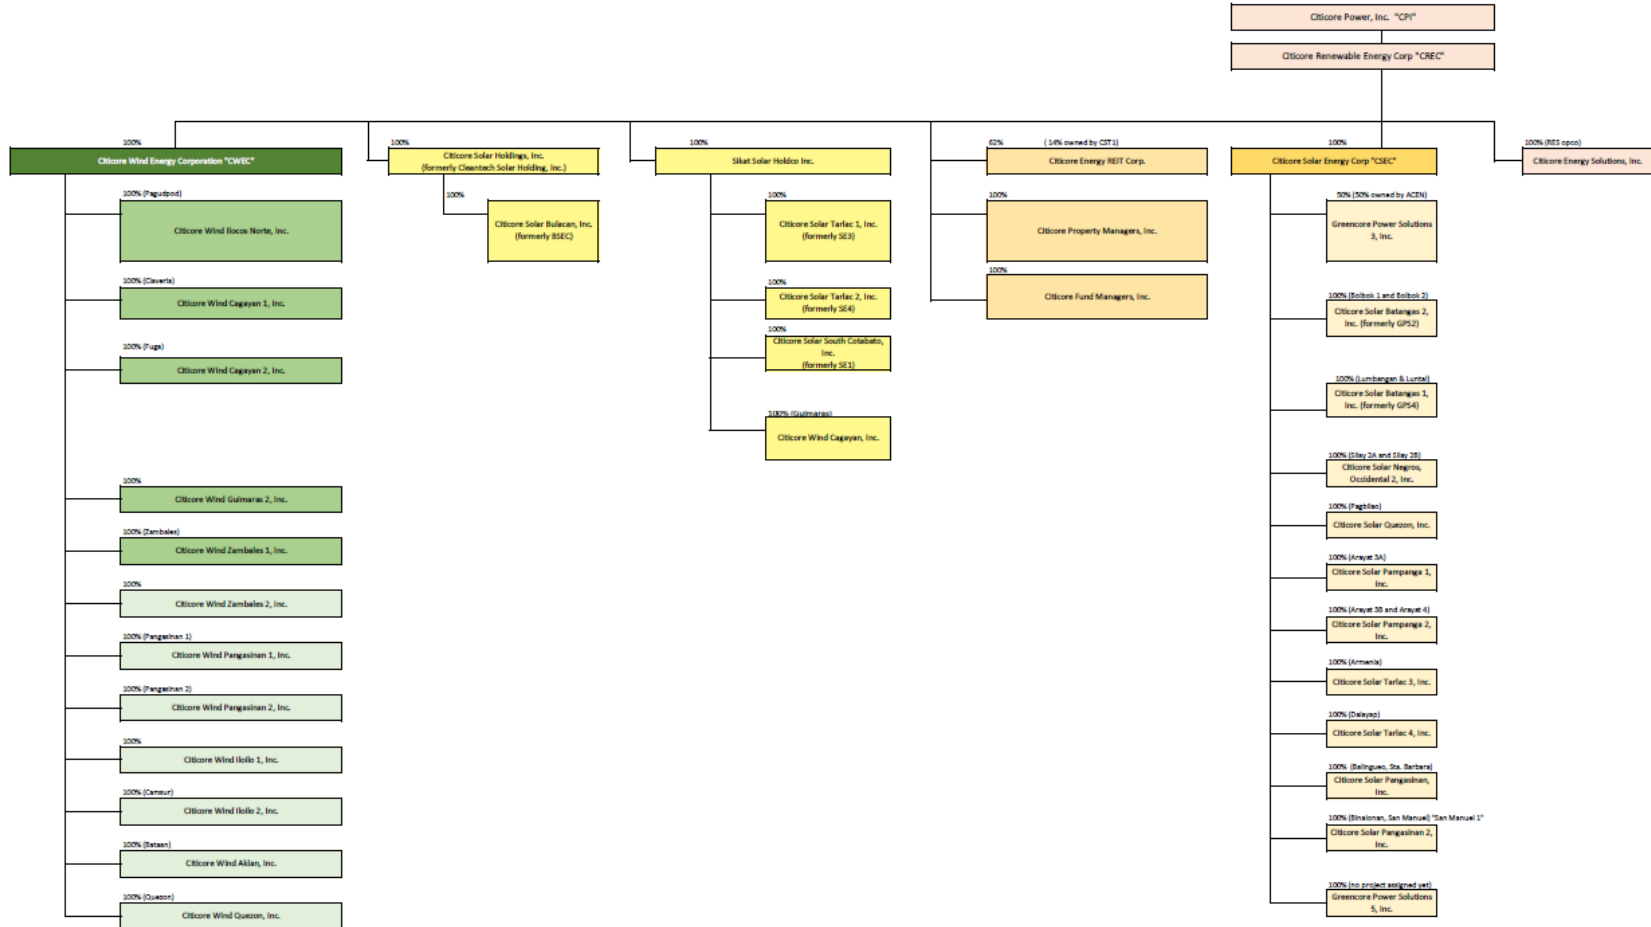 Citicore Power, Inc. "CPI"
Citicore Renewable Energy Corp "CREC"
100%
Citicore Wind Energy Corporation "CWEC"
100% (Pagudpod)
Citicore Wind Ilocos Norte, Inc.
100% (Claveria)
Citicore Wind Cagayan 1, Inc.
100% (Fuga)
Citicore Wind Cagayan 2, Inc.
100%
Citicore Wind Guimaras 2, Inc.
100% (Zambales)
Citicore Wind Zambales 1, Inc.
100%
Citicore Wind Zambales 2, Inc.
100% (Pangasinan 1)
Citicore Wind Pangasinan 1, Inc.
100% (Pangasinan 2)
Citicore Wind Pangasinan 2, Inc.
100%
Citicore Wind Iloilo 1, Inc.
100% (Camsur)
Citicore Wind Iloilo 2, Inc.
100% (Bataan)
Citicore Wind Aklan, Inc.
100% (Quezon)
Citicore Wind Quezon, Inc.
100%
Citicore Solar Holdings, Inc.
(formerly Cleantech Solar Holding, Inc.)
100%
Citicore Solar Bulacan, Inc.
(formerly BSEC)
100%
Sikat Solar Holdco Inc.
100%
Citicore Solar Tarlac 1, Inc.
(formerly SE3)
100%
Citicore Solar Tarlac 2, Inc.
(formerly SE4)
100%
Citicore Solar South Cotabato,
Inc.
(formerly SE1)
100% (Guimaras)
Citicore Wind Cagayan, Inc.
62% ( 14% owned by CST1)
Citicore Energy REIT Corp.
100%
Citicore Property Managers, Inc.
100%
Citicore Fund Managers, Inc.
100%
Citicore Solar Energy Corp "CSEC"
50% (50% owned by ACEN)
Greencore Power Solutions
3, Inc.
100% (Bolbok 1 and Bolbok 2)
Citicore Solar Batangas 2,
Inc. (formerly GPS2)
100% (Lumbangan & Luntal)
Citicore Solar Batangas 1,
Inc. (formerly GPS4)
100% (Silay 2A and Silay 2B)
Citicore Solar Negros,
Occidental 2, Inc.
100% (Pagbilao)
Citicore Solar Quezon, Inc.
100% (Arayat 3A)
Citicore Solar Pampanga 1,
Inc.
100% (Arayat 3B and Arayat 4)
Citicore Solar Pampanga 2,
Inc.
100% (Armenia)
Citicore Solar Tarlac 3, Inc.
100% (Dalayap)
Citicore Solar Tarlac 4, Inc.
100% (Balingueo, Sta. Barbara)
Citicore Solar Pangasinan,
Inc.
100% (Binalonan, San Manuel) "San Manuel 1"
Citicore Solar Pangasinan 2,
Inc.
100% (no project assigned yet)
Greencore Power Solutions
5, Inc.
100% (RES opco)
Citicore Energy Solutions, Inc.